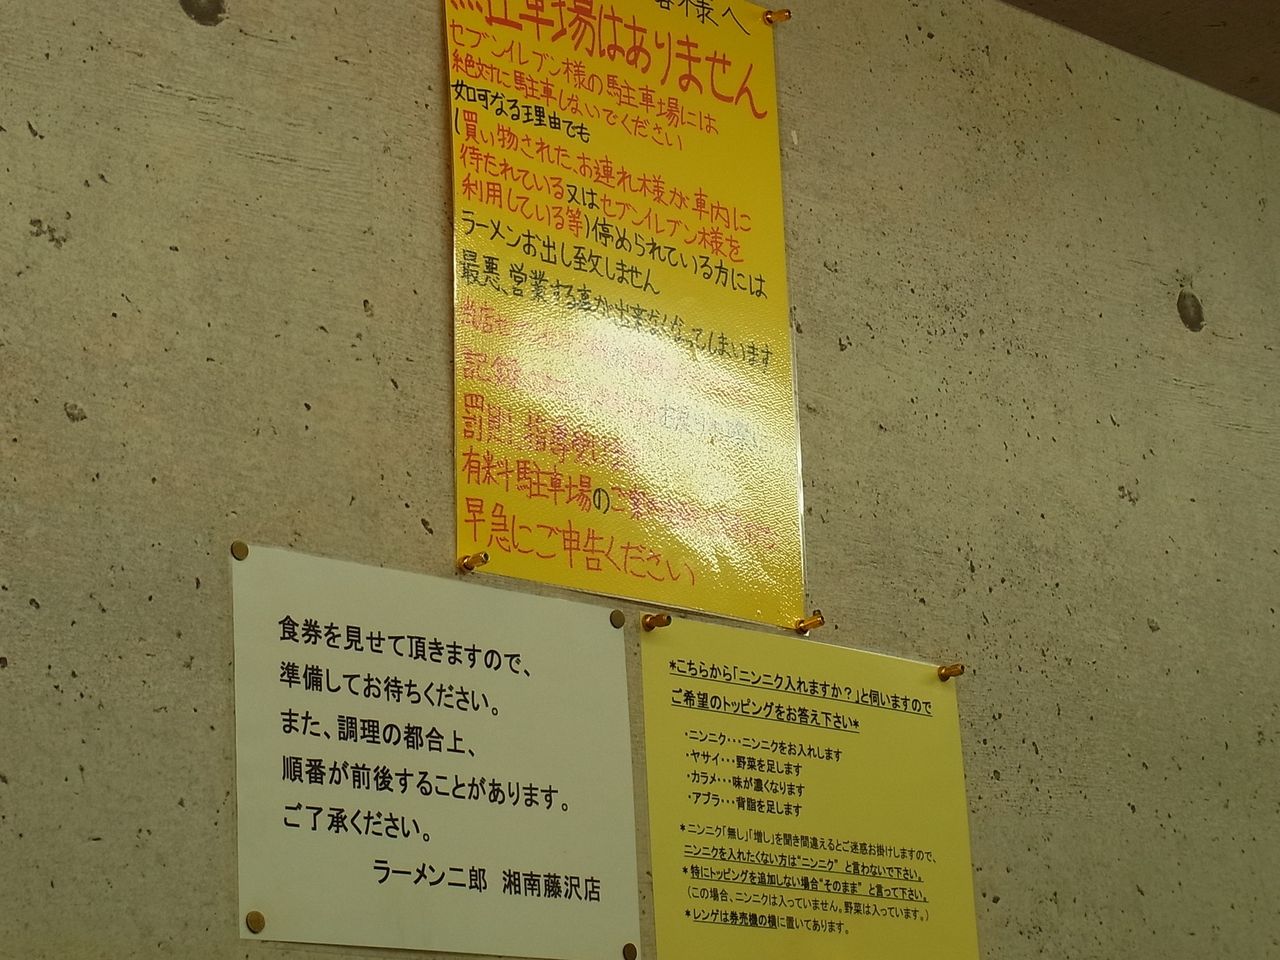 客様へ
駐車場はありません
セブンイレブン様の駐車場には
絶対に駐車しないでください
如何なる理由でも
(買い物された、お連れ様が車内に
待たれている又はセブンイレブン様を
利用している等)停められている方には
ラーメンお出し致しません
最悪、営業する事が出来なくなってしまいます
当店
記録
罰則 指導
有料駐車場のご案
早急にご申告ください
食券を見せて頂きますので、
準備してお待ちください。
また、調理の都合上、
順番が前後することがあります。
ご了承ください。
ラーメン二郎 湘南藤沢店
*こちらから「ニンニク入れますか？」と伺いますので
ご希望のトッピングをお答え下さい*
・ニンニク・・・ニンニクをお入れします
・ヤサイ・・・野菜を足します
・カラメ・・・味が濃くなります
・アブラ・・・背脂を足します
*ニンニク「無し」「増し」を聞き間違えるとご迷惑お掛けしますので、
ニンニクを入れたくない方は“ニンニク” と言わないで下さい。
*特にトッピングを追加しない場合“そのまま” と言って下さい。
(この場合、ニンニクは入っていません。野菜は入っています。)
*レンゲは券売機の横に置いてあります。